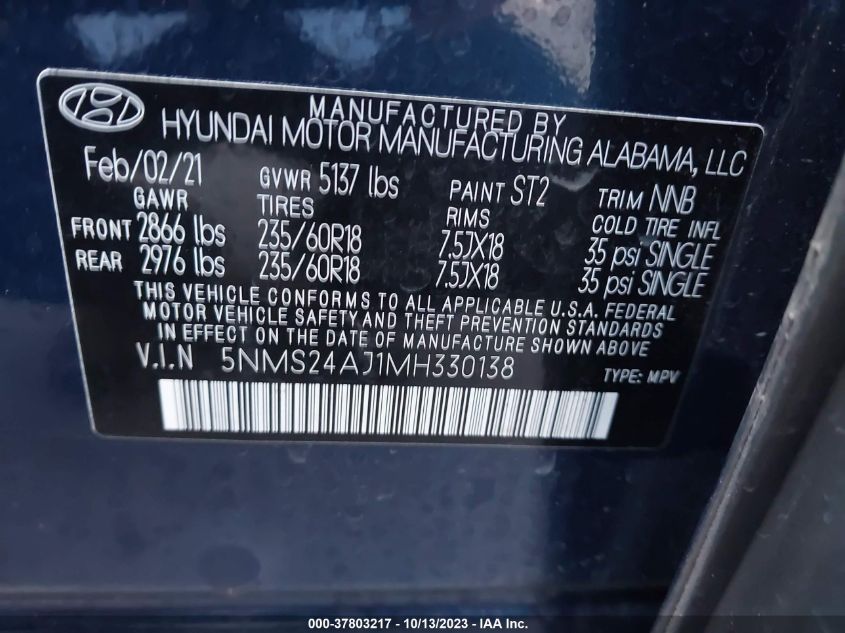 MANUFACTURED BY
HYUNDAI MOTOR MANUFACTURING ALABAMA, LLC
Feb/02/21 GVWR 5137 lbs PAINT ST2 TRIM NNB
GAWR TIRES RIMS COLD TIRE INFL
FRONT 2866 lbs 235/60R18 7.5JX18 35 psi SINGLE
REAR 2976 lbs 235/60R18 7.5JX18 35 psi SINGLE
THIS VEHICLE CONFORMS TO ALL APPLICABLE U.S.A. FEDERAL
MOTOR VEHICLE SAFETY AND THEFT PREVENTION STANDARDS
IN EFFECT ON THE DATE OF MANUFACTURE SHOWN ABOVE.
V.I.N 5NMS24AJ1MH330138 TYPE: MPV
000-37803217 - 10/13/2023 - IAA Inc.